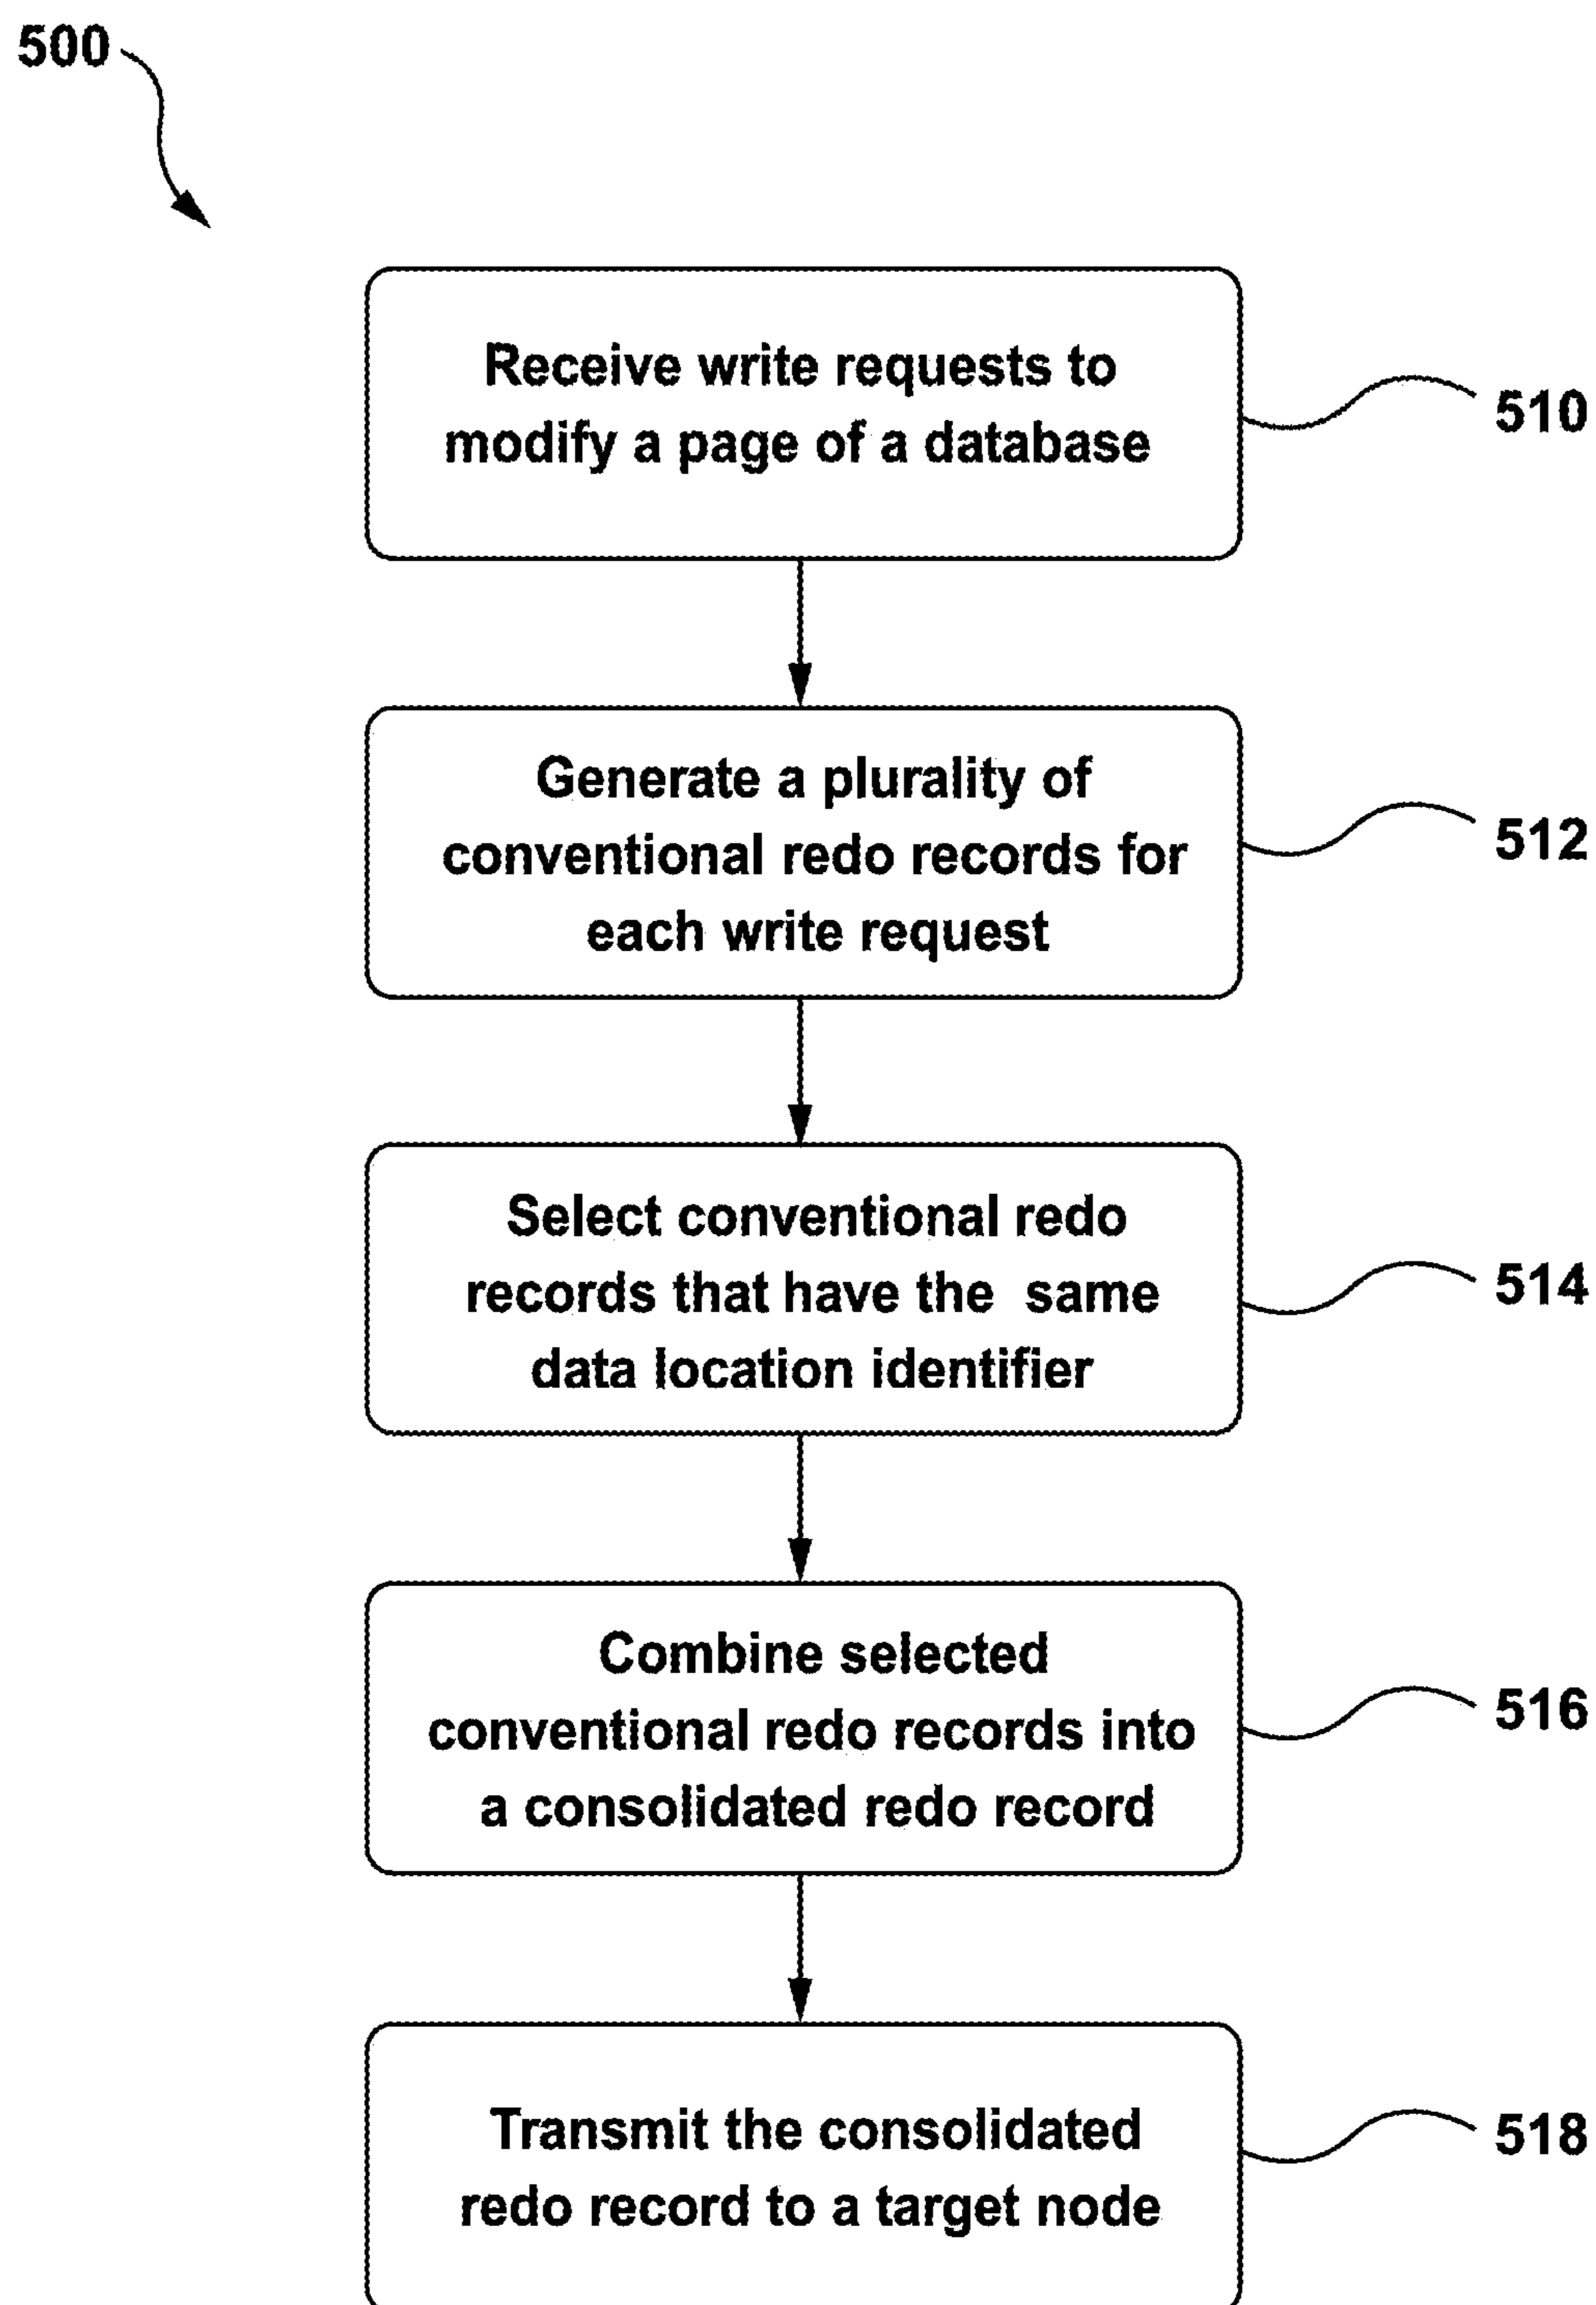 500
Receive write requests to
modify a page of a database
510
Generate a plurality of
conventional redo records for
each write request
512
Select conventional redo
records that have the same
data location identifier
514
Combine selected
conventional redo records into
a consolidated redo record
516
Transmit the consolidated
redo record to a target node
518